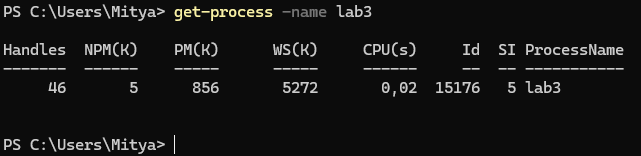 PS C:\Users\Mitya> get-process -name lab3
Handles  NPM(K)    PM(K)      WS(K)     CPU(s)     Id  SI ProcessName
-------  ------    -----      -----     ------     --  -- -----------
     46       5      856       5272       0,02  15176   5 lab3
PS C:\Users\Mitya>